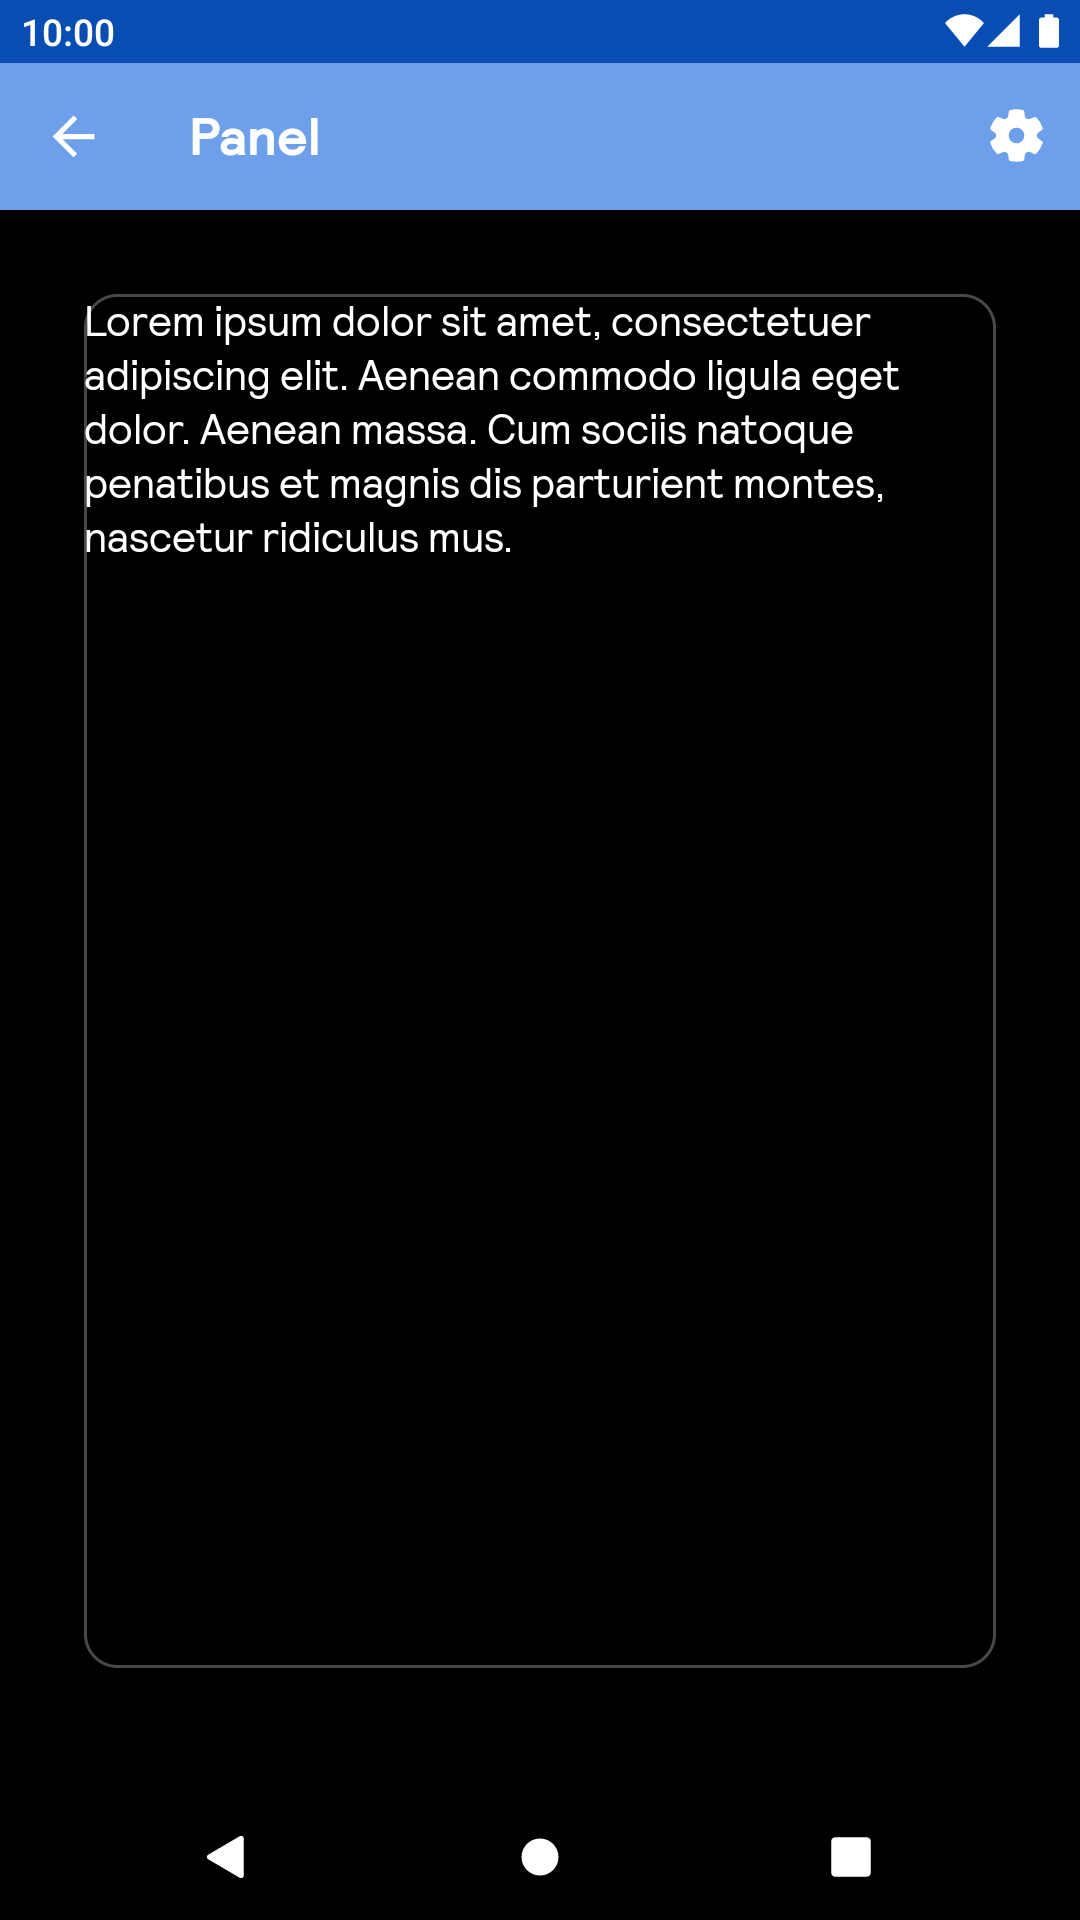 10:00
Panel
Lorem ipsum dolor sit amet, consectetuer
adipiscing elit. Aenean commodo ligula eget
dolor. Aenean massa. Cum sociis natoque
penatibus et magnis dis parturient montes,
nascetur ridiculus mus.